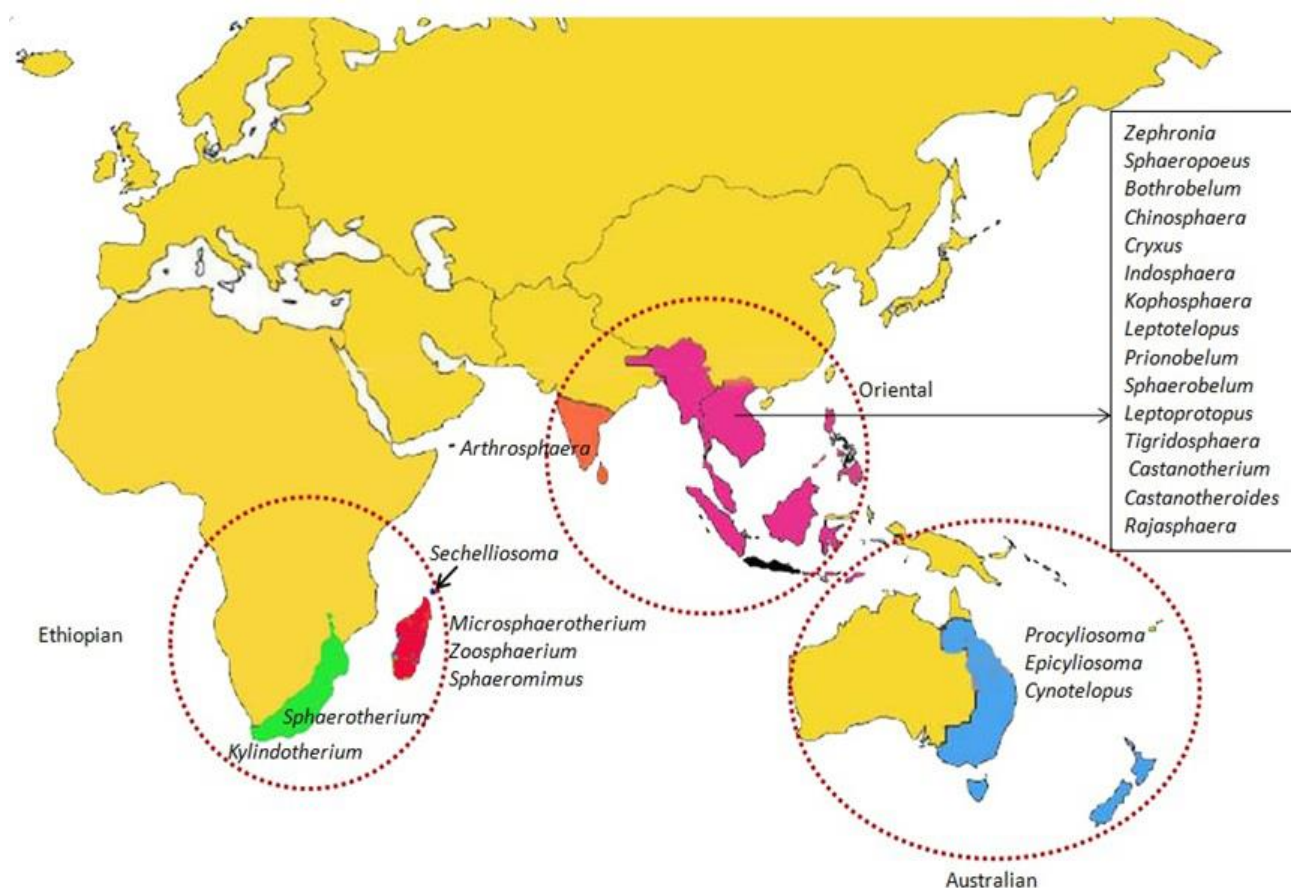 Zephronia
Sphaeropoeus
Bothrobelum
Chinosphaera
Cryxus
Indosphaera
Kophosphaera
Leptotelopus
Prionobelum
Sphaerobelum
Leptoprotopus
Tigridosphaera
Castanotherium
Castanotheroides
Rajasphaera
Oriental
Arthrosphaera
Sechelliosoma
Ethiopian
Microsphaerotherium
Zoosphaerium
Sphaeromimus
Sphaerotherium
Kylindotherium
Procyliosoma
Epicyliosoma
Cynotelopus
Australian